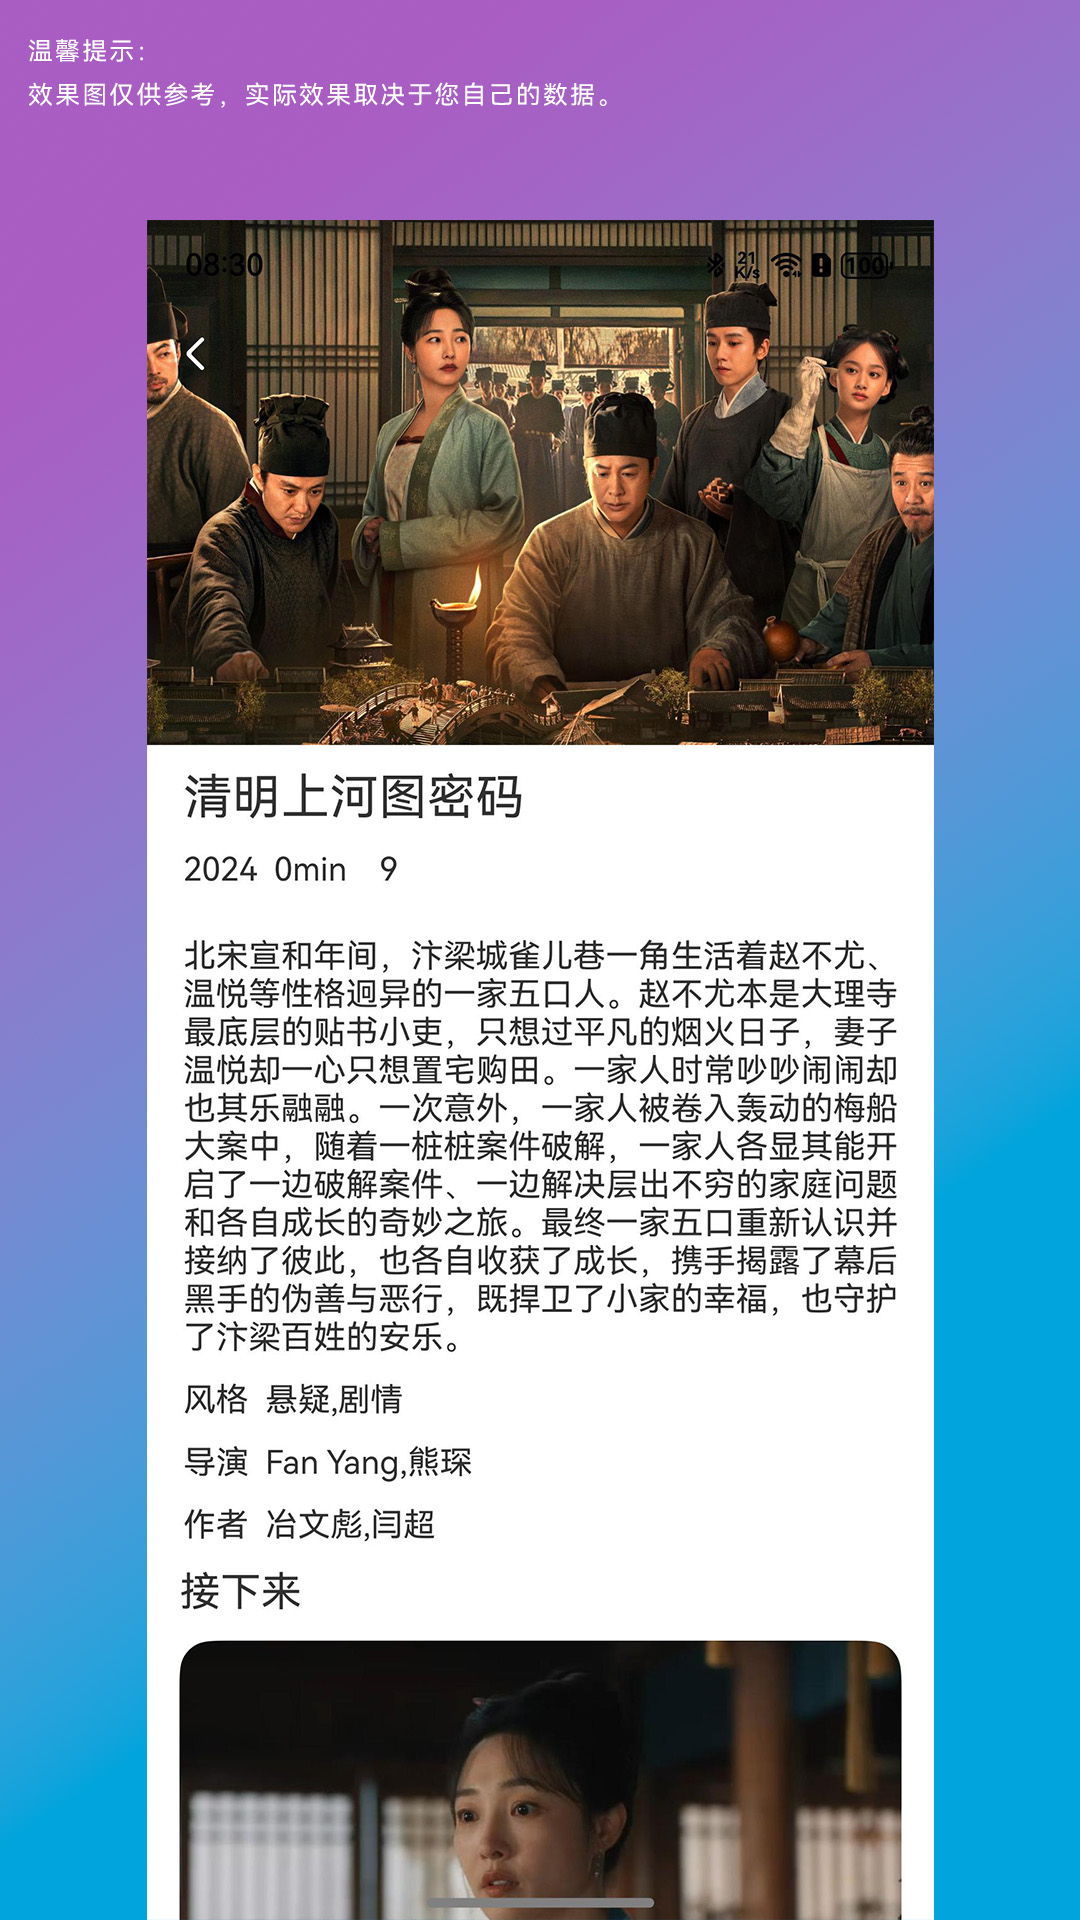 温馨提示：
效果图仅供参考，实际效果取决于您自己的数据。
08:30
21
K/s
100
清明上河图密码
2024 0min 9
北宋宣和年间，汴梁城雀儿巷一角生活着赵不尤、
温悦等性格迥异的一家五口人。赵不尤本是大理寺
最底层的贴书小吏，只想过平凡的烟火日子，妻子
温悦却一心只想置宅购田。一家人时常吵吵闹闹却
也其乐融融。一次意外，一家人被卷入轰动的梅船
大案中，随着一桩桩案件破解，一家人各显其能开
启了一边破解案件、一边解决层出不穷的家庭问题
和各自成长的奇妙之旅。最终一家五口重新认识并
接纳了彼此，也各自收获了成长，携手揭露了幕后
黑手的伪善与恶行，既捍卫了小家的幸福，也守护
了汴梁百姓的安乐。
风格 悬疑,剧情
导演 Fan Yang,熊琛
作者 冶文彪,闫超
接下来